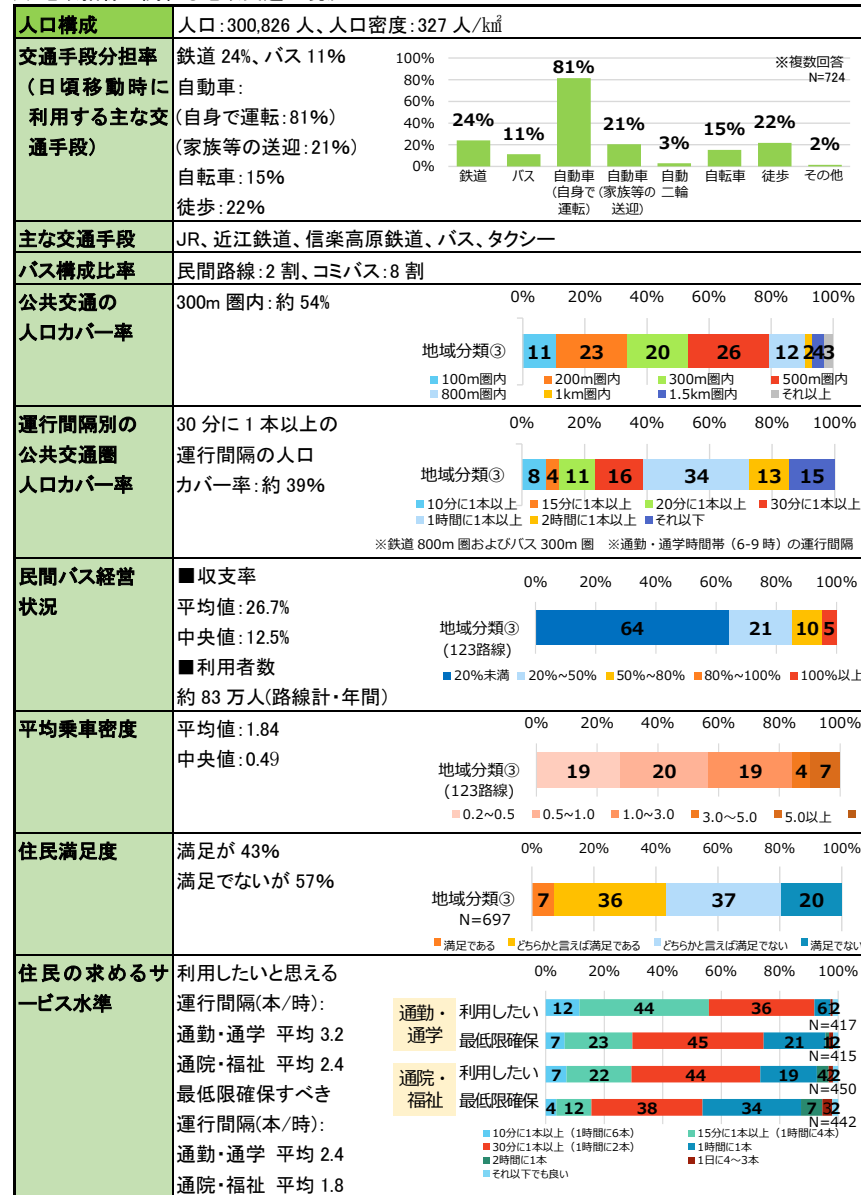 人口構成
人口:300,826 人、人口密度:327 人/㎢
交通手段分担率
(日頃移動時に
利用する主な交
通手段)
鉄道 24%、バス 11%
自動車:
(自身で運転:81%)
(家族等の送迎:21%)
自転車:15%
徒歩:22%
※複数回答
N=724
100%
80%
60%
40%
20%
0%
24%
11%
81%
21%
3%
15%
22%
2%
鉄道
バス
自動車
(自身で
運転)
自動車
(家族等の
送迎)
自動
二輪
自転車
徒歩
その他
主な交通手段
JR、近江鉄道、信楽高原鉄道、バス、タクシー
バス構成比率
民間路線:2 割、コミバス:8 割
公共交通の
人口カバー率
300m 圏内:約 54%
0% 20% 40% 60% 80% 100%
地域分類③ 11 23 20 26 12 2 4 3
■100m圏内 ■200m圏内 ■300m圏内 ■500m圏内
■800m圏内 ■1km圏内 ■1.5km圏内 ■それ以上
運行間隔別の
公共交通圏
人口カバー率
30 分に 1 本以上の
運行間隔の人口
カバー率:約 39%
0% 20% 40% 60% 80% 100%
地域分類③ 8 4 11 16 34 13 15
■10分に1本以上 ■15分に1本以上 ■20分に1本以上 ■30分に1本以上
■1時間に1本以上 ■2時間に1本以上 ■それ以下
※鉄道 800m 圏およびバス 300m 圏 ※通勤・通学時間帯(6-9 時)の運行間隔
民間バス経営
状況
■収支率
平均値:26.7%
中央値:12.5%
■利用者数
約 83 万人(路線計・年間)
0% 20% 40% 60% 80% 100%
地域分類③ 64 21 10 5
(123路線)
■20%未満 ■20%~50% ■50%~80% ■80%~100% ■100%以上
平均乗車密度
平均値:1.84
中央値:0.49
0% 20% 40% 60% 80% 100%
地域分類③ 19 20 19 4 7
(123路線)
■0.2~0.5 ■0.5~1.0 ■1.0~3.0 ■3.0~5.0 ■5.0以上 ■
住民満足度
満足が 43%
満足でないが 57%
0% 20% 40% 60% 80% 100%
地域分類③ 7 36 37 20
N=697
■満足である ■どちらかと言えば満足である ■どちらかと言えば満足でない ■満足でない
住民の求めるサ
ービス水準
利用したいと思える
運行間隔(本/時):
通勤・通学 平均 3.2
通院・福祉 平均 2.4
最低限確保すべき
運行間隔(本/時):
通勤・通学 平均 2.4
通院・福祉 平均 1.8
0% 20% 40% 60% 80% 100%
通勤・
通学
利用したい 12 44 36 6 2
N=417
最低限確保 7 23 45 21 1 2
N=415
通院・
福祉
利用したい 7 22 44 19 4 2
N=450
最低限確保 4 12 38 34 7 3 2
N=442
■10分に1本以上(1時間に6本) ■15分に1本以上(1時間に4本)
■30分に1本以上(1時間に2本) ■1時間に1本
■2時間に1本 ■1日に4~3本
■それ以下でも良い